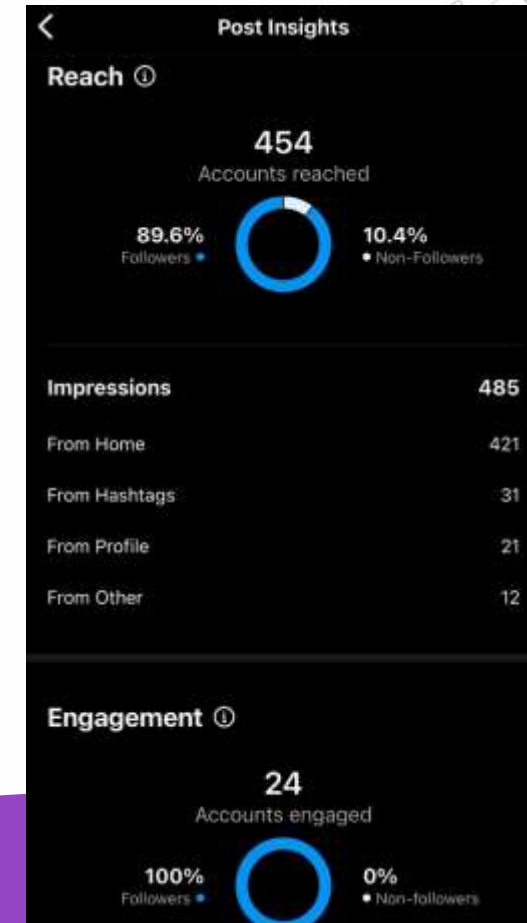 Post Insights
Reach
454
Accounts reached
89.6%
Followers
10.4%
Non-Followers
Impressions 485
From Home 421
From Hashtags 31
From Profile 21
From Other 12
Engagement
24
Accounts engaged
100%
Followers
0%
Non-followers